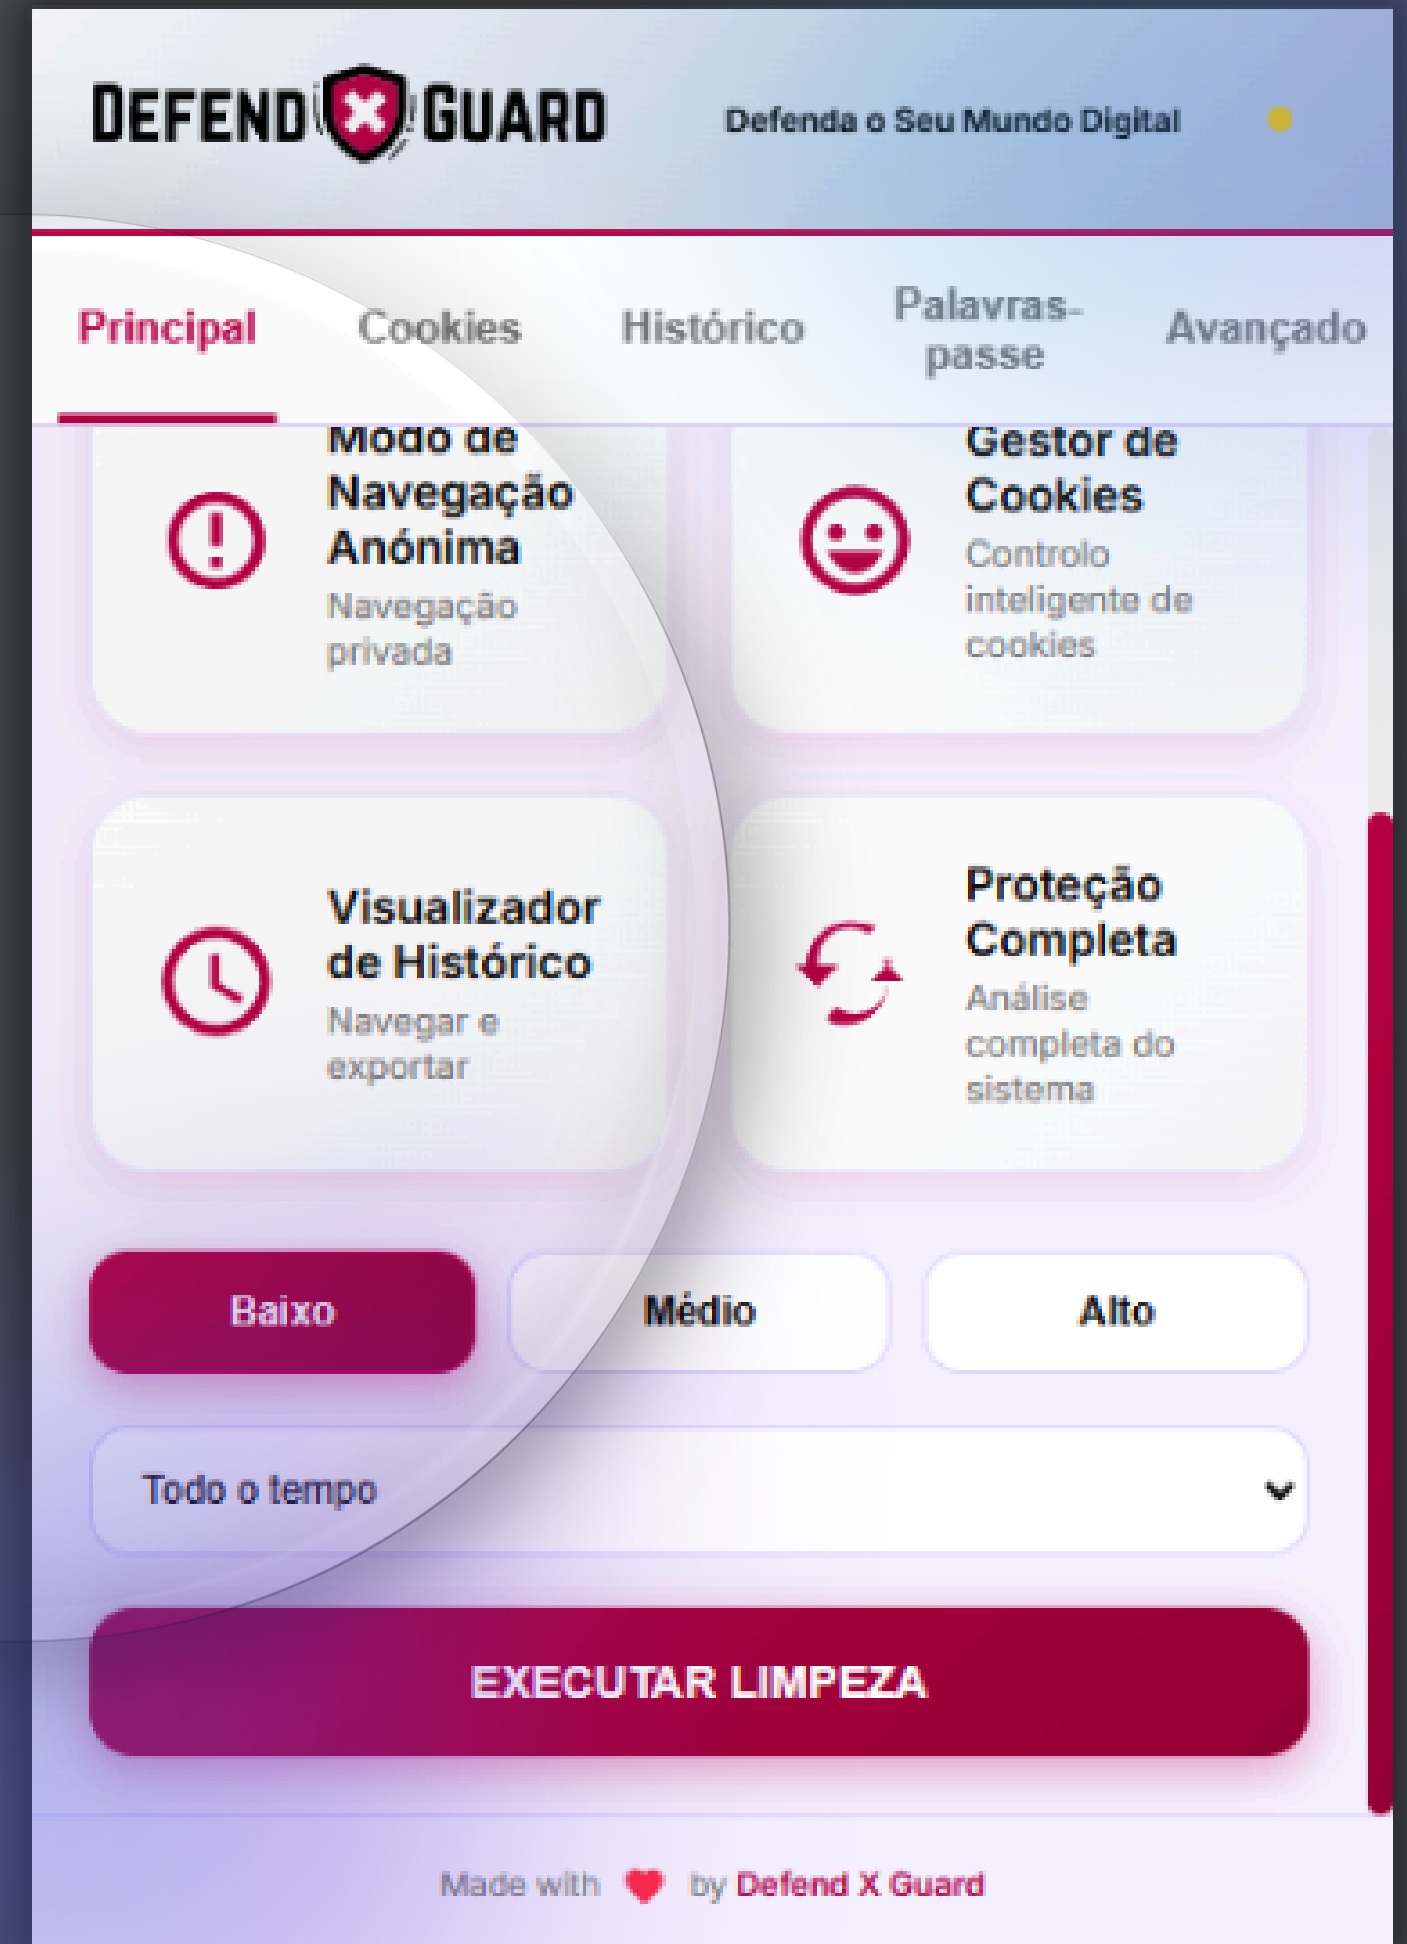 DEFEND X GUARD
Defenda o Seu Mundo Digital
Principal
Cookies
Histórico
Palavras-
passe
Avançado
Modo de
Navegação
Anónima
Navegação
privada
Gestor de
Cookies
Controlo
inteligente de
cookies
Visualizador
de Histórico
Navegar e
exportar
Proteção
Completa
Análise
completa do
sistema
Baixo
Médio
Alto
Todo o tempo
EXECUTAR LIMPEZA
Made with ❤ by Defend X Guard